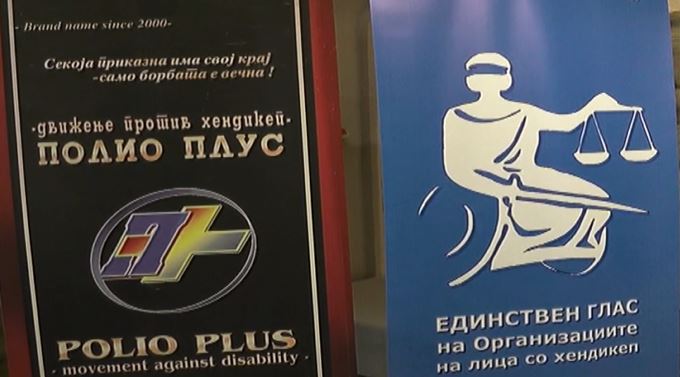 - Brand name since 2000-
Секоја приказна има свој крај
-само борбата е вечна !
-движење против хендикеп-
ПОЛИО ПЛУС
POLIO PLUS
· movement against disability ·
ЕДИНСТВЕН ГЛАС
на Организациите
на лица со хендикеп